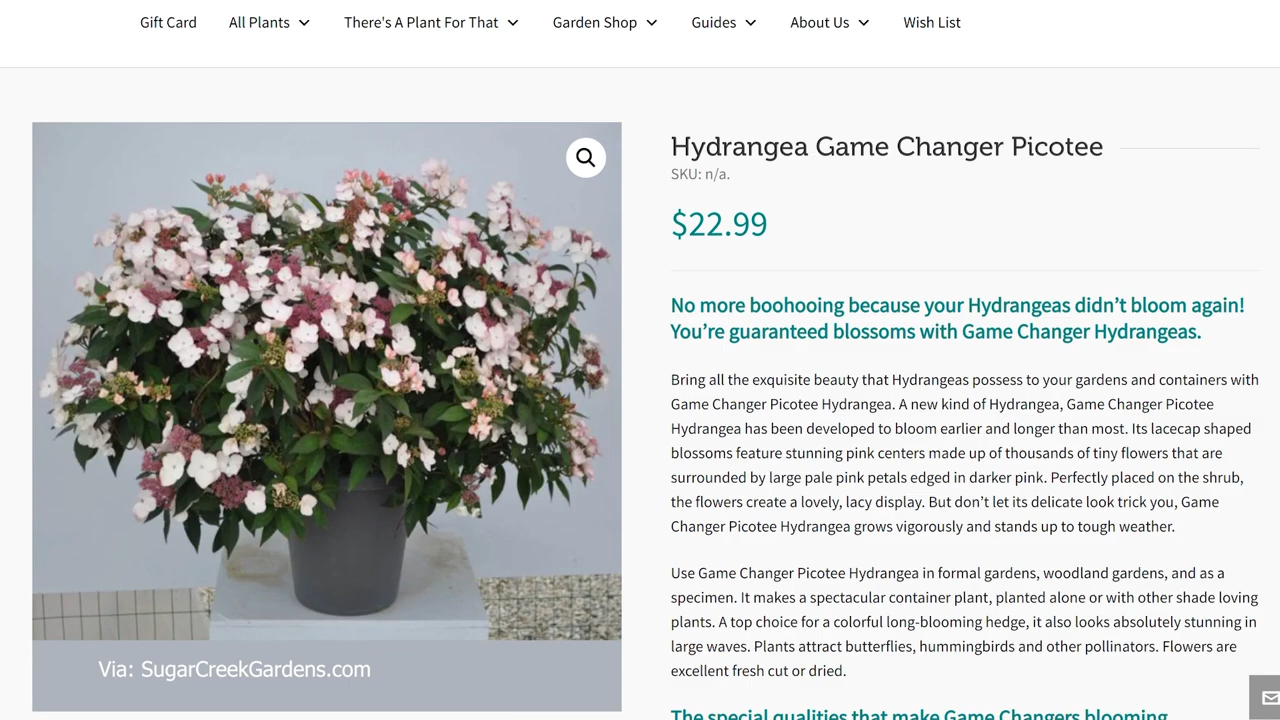 Gift Card All Plants There's A Plant For That Garden Shop Guides About Us Wish List
Hydrangea Game Changer Picotee
SKU: n/a.
$22.99
No more boohooing because your Hydrangeas didn’t bloom again!
You’re guaranteed blossoms with Game Changer Hydrangeas.
Bring all the exquisite beauty that Hydrangeas possess to your gardens and containers with
Game Changer Picotee Hydrangea. A new kind of Hydrangea, Game Changer Picotee
Hydrangea has been developed to bloom earlier and longer than most. Its lacecap shaped
blossoms feature stunning pink centers made up of thousands of tiny flowers that are
surrounded by large pale pink petals edged in darker pink. Perfectly placed on the shrub,
the flowers create a lovely, lacy display. But don’t let its delicate look trick you, Game
Changer Picotee Hydrangea grows vigorously and stands up to tough weather.
Use Game Changer Picotee Hydrangea in formal gardens, woodland gardens, and as a
specimen. It makes a spectacular container plant, planted alone or with other shade loving
plants. A top choice for a colorful long-blooming hedge, it also looks absolutely stunning in
large waves. Plants attract butterflies, hummingbirds and other pollinators. Flowers are
excellent fresh cut or dried.
The special qualities that make Game Changers blooming
Via: SugarCreekGardens.com